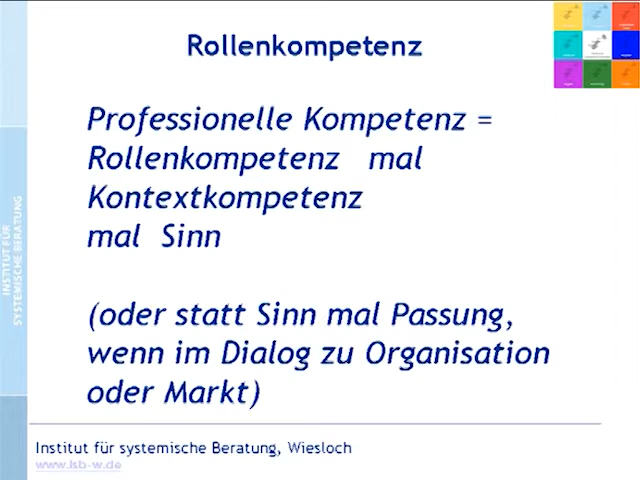 Rollenkompetenz
Professionelle Kompetenz =
Rollenkompetenz mal
Kontextkompetenz
mal Sinn
(oder statt Sinn mal Passung,
wenn im Dialog zu Organisation
oder Markt)
INSTITUT FÜR
SYSTEMISCHE BERATUNG
Institut für systemische Beratung, Wiesloch
www.isb-w.de